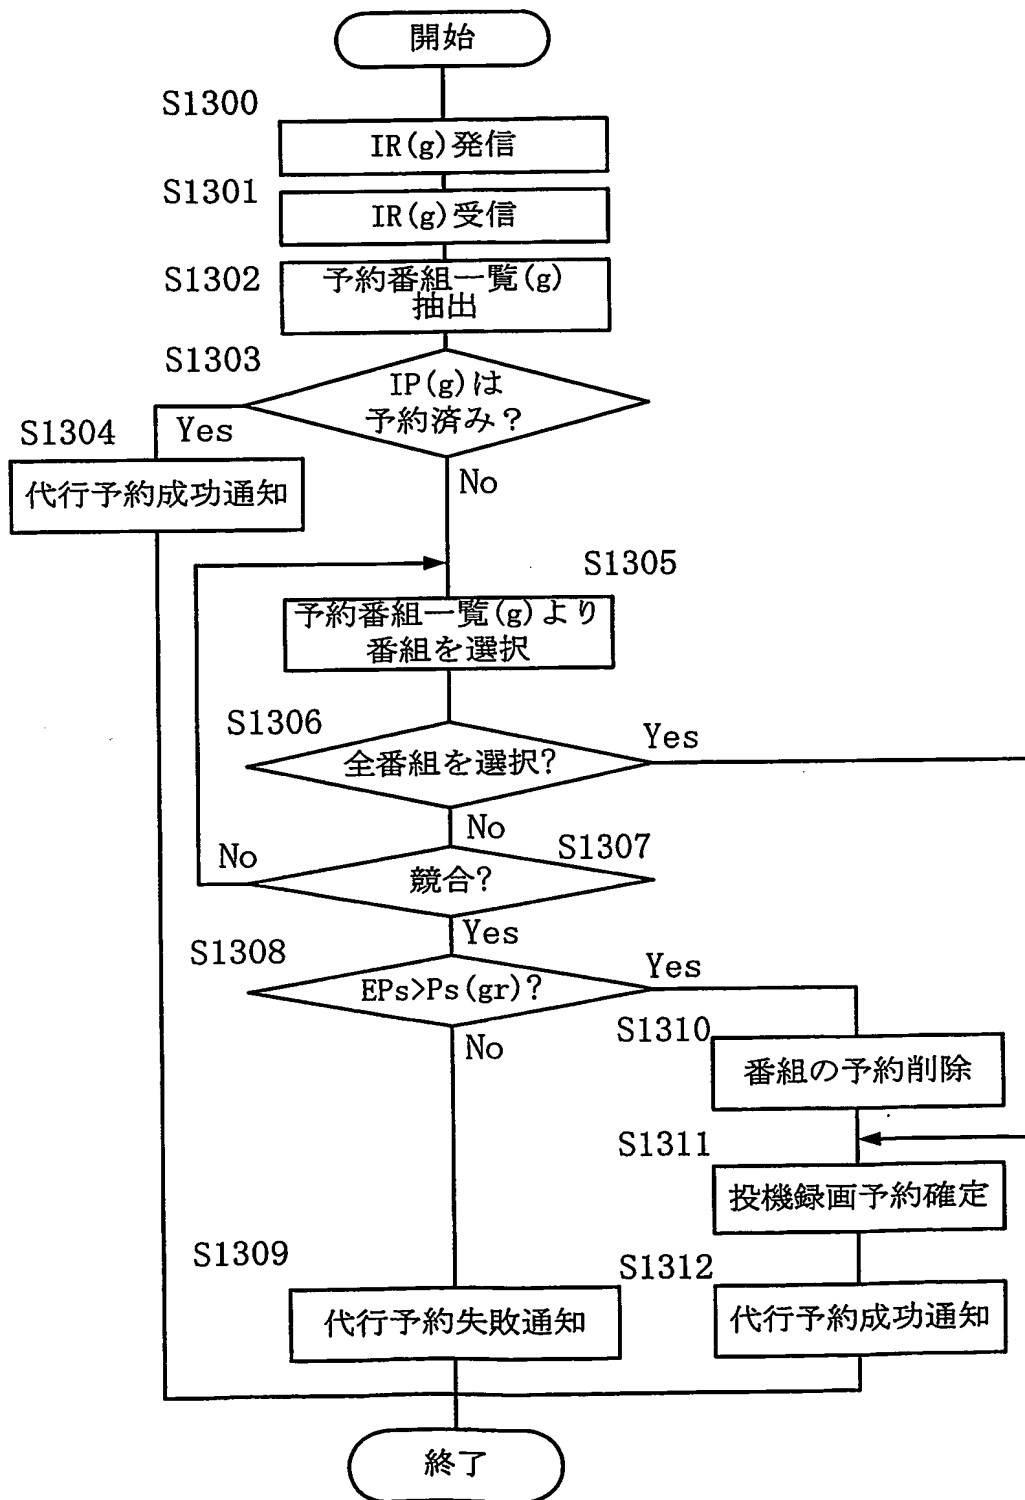 開始
S1300
IR(g)発信
S1301
IR(g)受信
S1302
予約番組一覧(g)
抽出
S1303
IP(g)は
予約済み?
S1304
Yes
代行予約成功通知
No
S1305
予約番組一覧(g)より
番組を選択
S1306
Yes
全番組を選択?
No
S1307
No
競合?
Yes
S1308
Yes
EPs>Ps(gr)?
No
S1310
番組の予約削除
S1311
投機録画予約確定
S1309
S1312
代行予約失敗通知
代行予約成功通知
終了